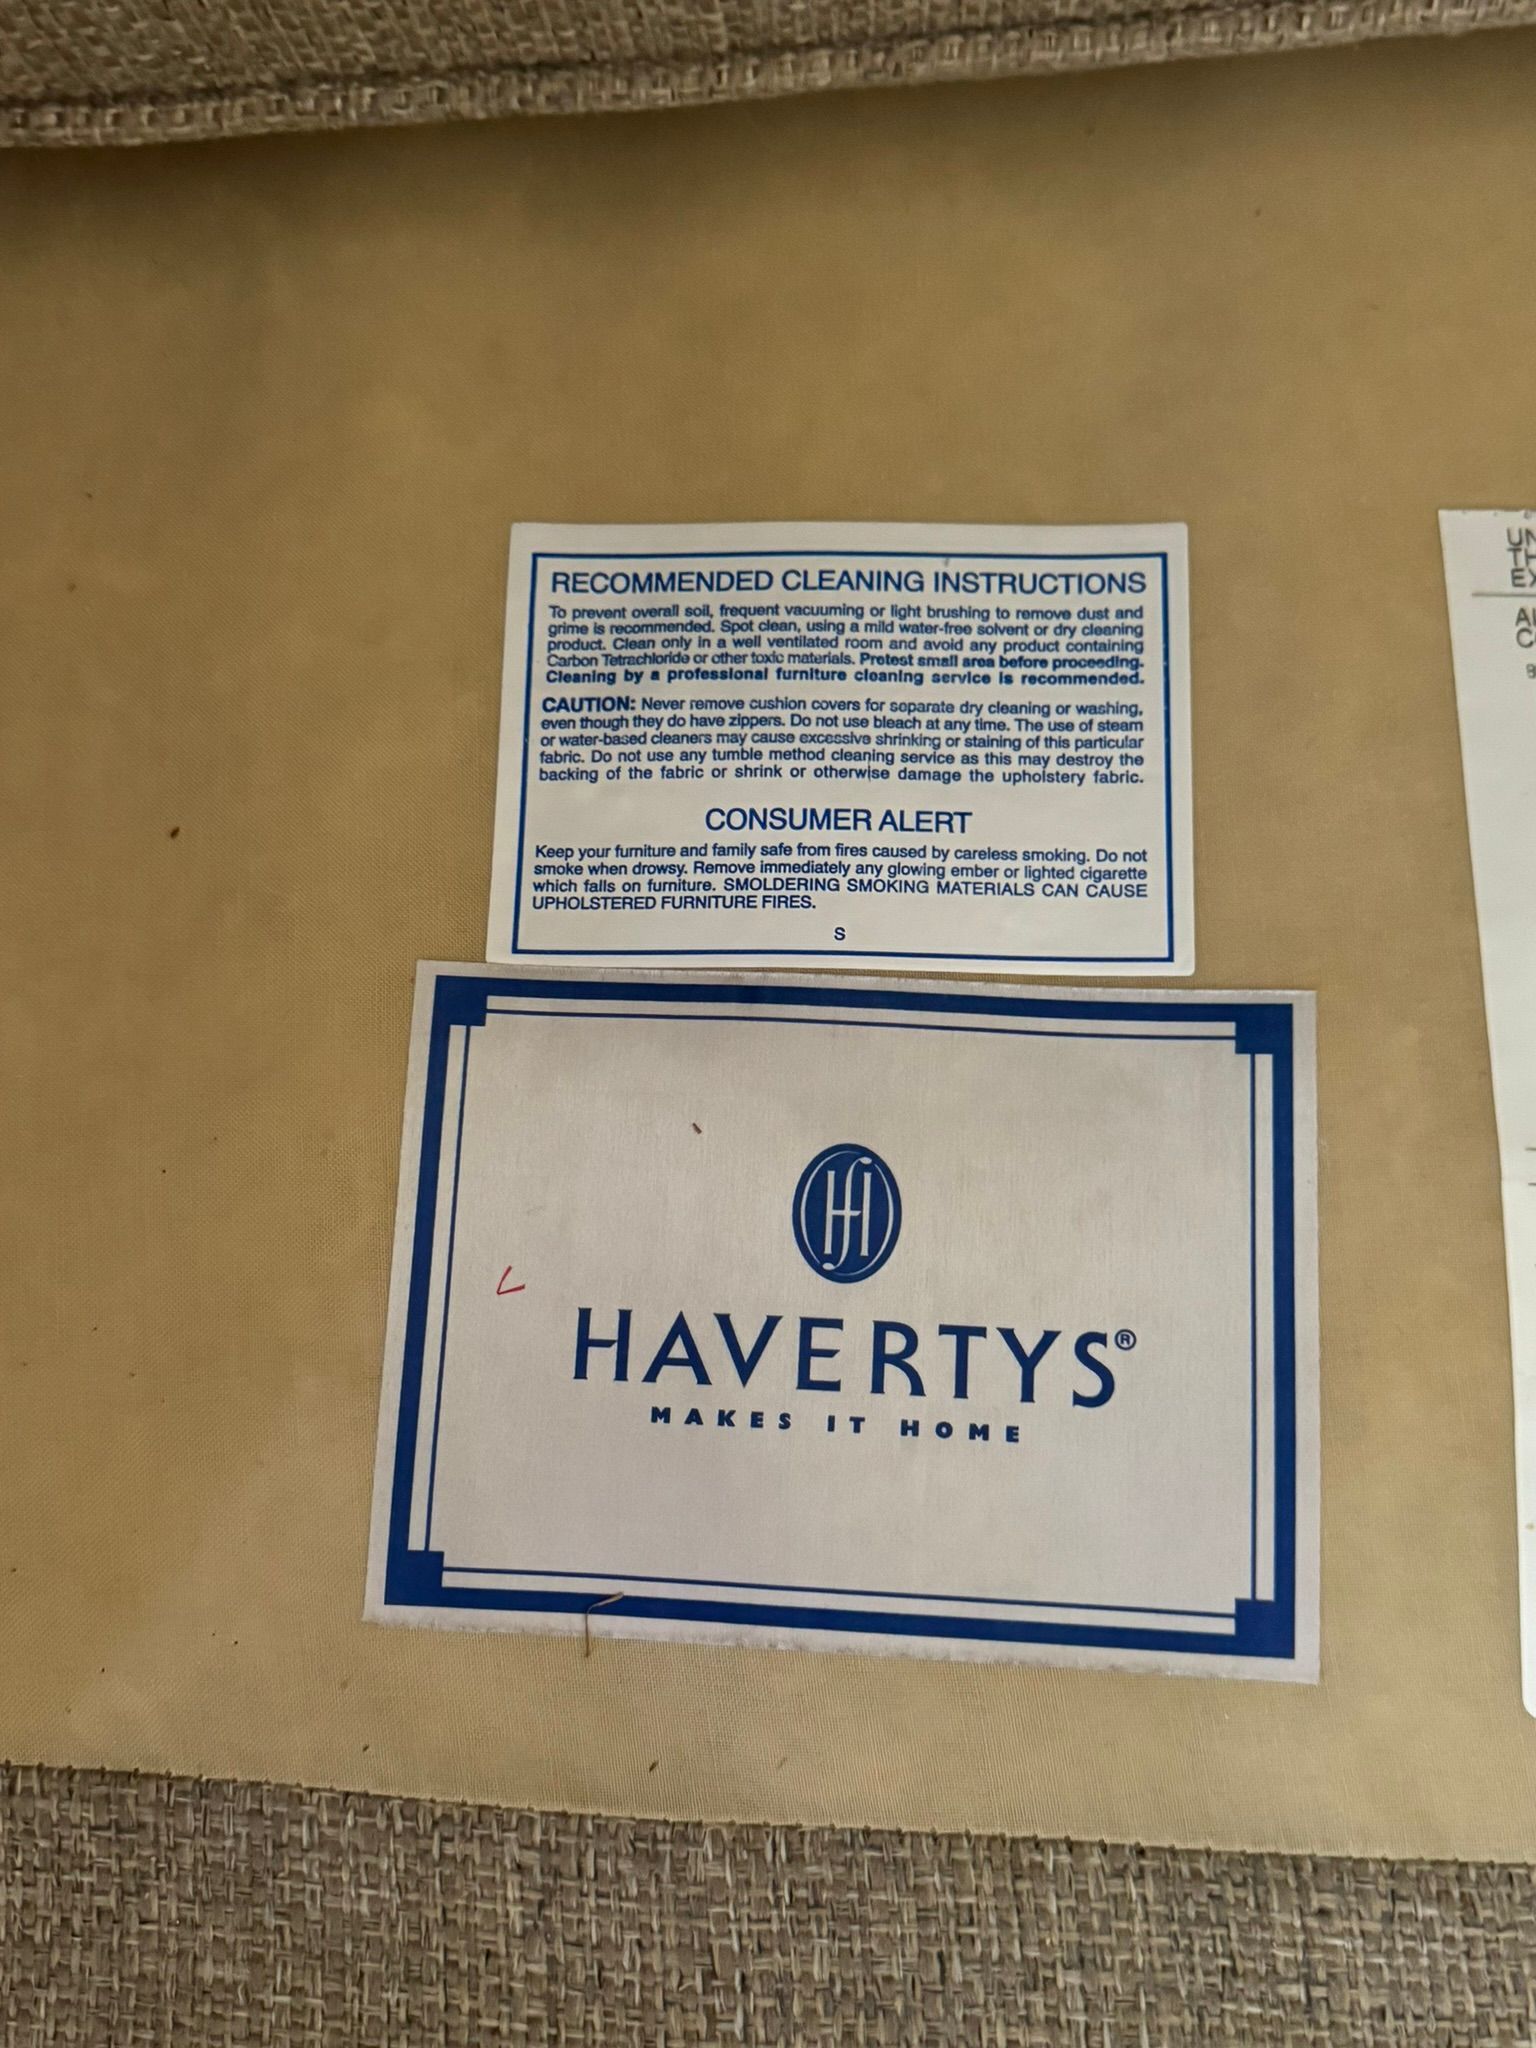 RECOMMENDED CLEANING INSTRUCTIONS
To prevent overall soil, frequent vacuuming or light brushing to remove dust and
grime is recommended. Spot clean, using a mild water-free solvent or dry cleaning
product. Clean only in a well ventilated room and avoid any product containing
Carbon Tetrachloride or other toxic materials. Pretest small area before proceeding.
Cleaning by a professional furniture cleaning service is recommended.
CAUTION: Never remove cushion covers for separate dry cleaning or washing,
even though they do have zippers. Do not use bleach at any time. The use of steam
or water-based cleaners may cause excessive shrinking or staining of this particular
fabric. Do not use any tumble method cleaning service as this may destroy the
backing of the fabric or shrink or otherwise damage the upholstery fabric.
CONSUMER ALERT
Keep your furniture and family safe from fires caused by careless smoking. Do not
smoke when drowsy. Remove immediately any glowing ember or lighted cigarette
which falls on furniture. SMOLDERING SMOKING MATERIALS CAN CAUSE
UPHOLSTERED FURNITURE FIRES.
S
HAVERTYS®
MAKES IT HOME
UN
TH
EX